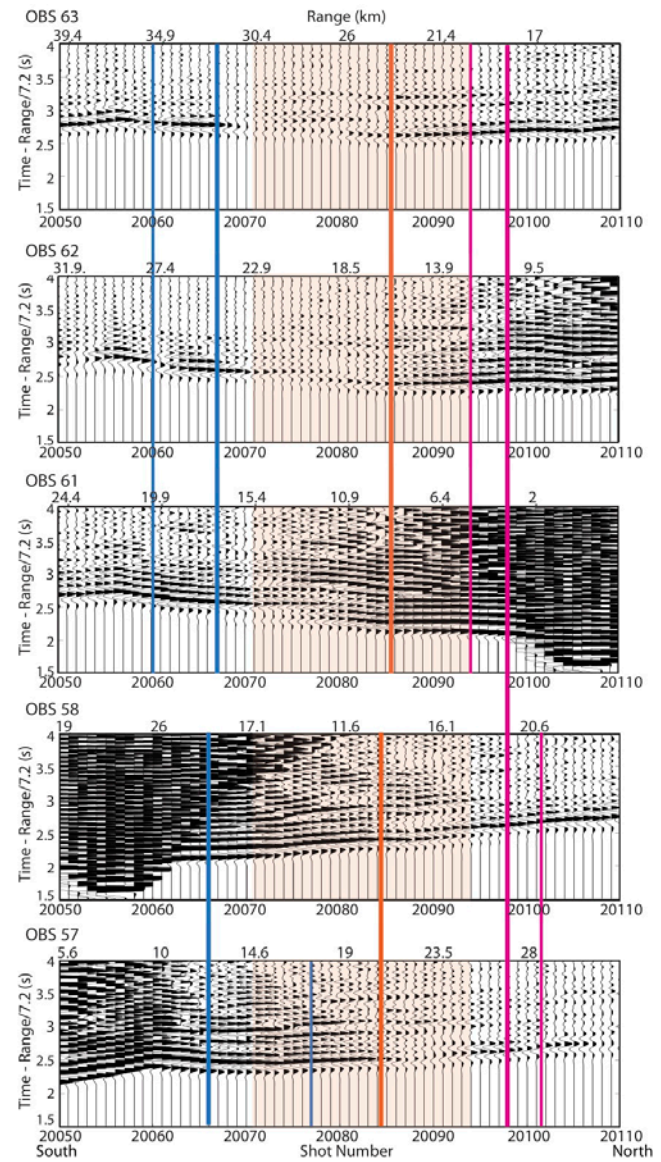 OBS 63
Range (km)
39.4 34,9 30.4 26 21,4 17
Time - Range/7.2 (s)
4
3.5
3
2.5
2
1.5
20050 20060 20070 20080 20090 20100 20110
OBS 62
31.9. 27.4 22.9 18.5 13.9 9.5
Time - Range/7.2 (s)
4
3.5
3
2.5
2
1.5
20050 20060 20070 20080 20090 20100 20110
OBS 61
24.4 19.9 15.4 10.9 6.4 2
Time - Range/7.2 (s)
4
3.5
3
2.5
2
1.5
20050 20060 20070 20080 20090 20100 20110
OBS 58
19 26 17.1 11.6 16.1 20.6
Time - Range/7.2 (s)
4
3.5
3
2.5
2
1.5
20050 20060 20070 20080 20090 20100 20110
OBS 57
5.6 10 14.6 19 23.5 28
Time - Range/7.2 (s)
4
3.5
3
2.5
2
1.5
20050 20060 20070 20080 20090 20100 20110
South Shot Number North